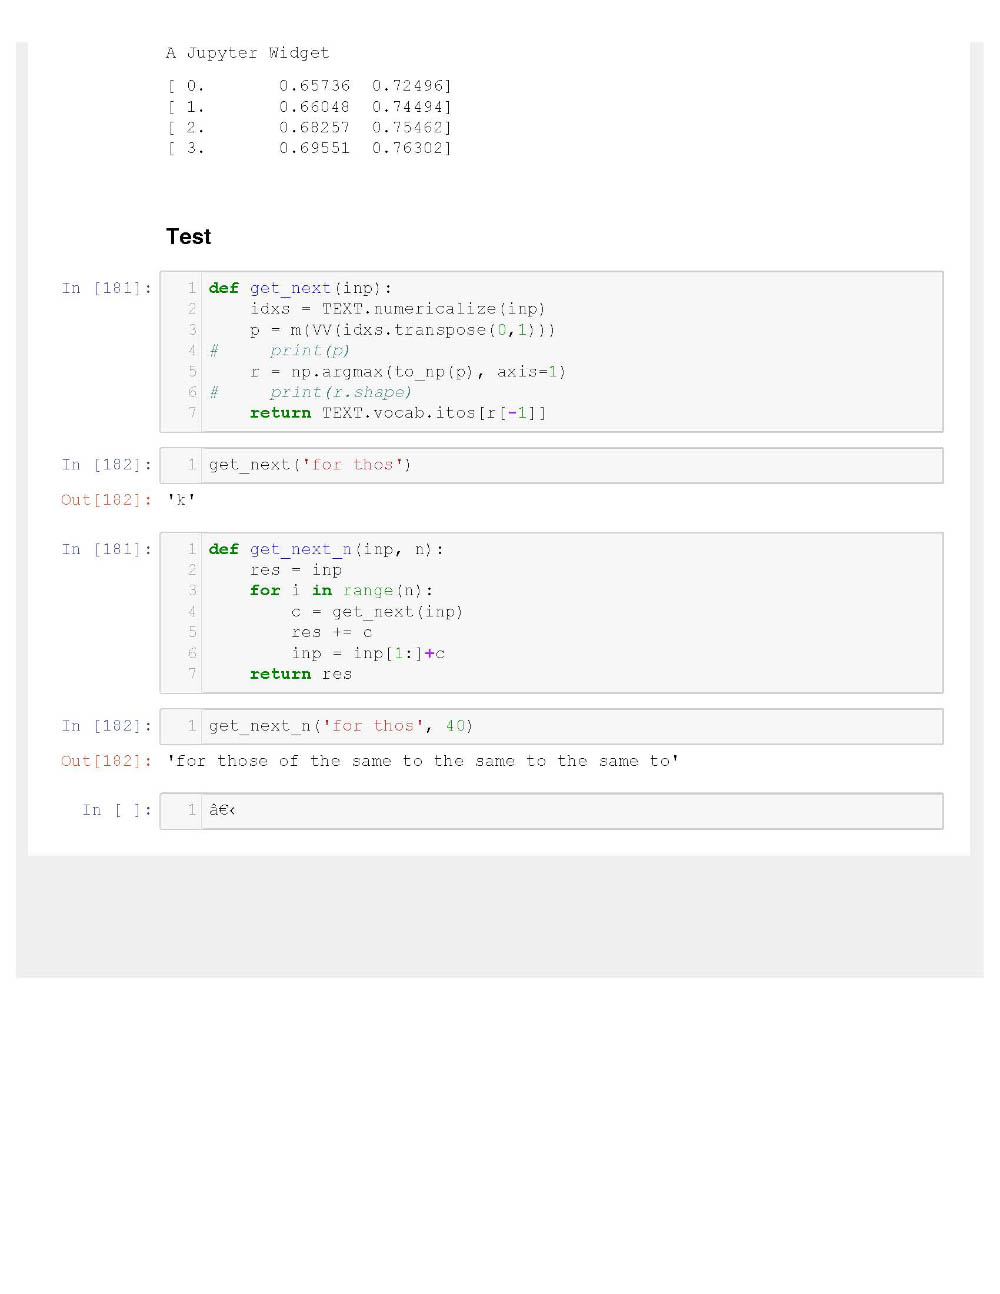 A Jupyter Widget
[ 0.       0.65736  0.72496]
[ 1.       0.66048  0.74494]
[ 2.       0.68257  0.75462]
[ 3.       0.69551  0.76302]
Test
In [181]: 1 def get_next(inp):
2     idxs = TEXT.numericalize(inp)
3     p = m(VV(idxs.transpose(0,1)))
4 #     print(p)
5     r = np.argmax(to_np(p), axis=1)
6 #     print(r.shape)
7     return TEXT.vocab.itos[r[-1]]
In [182]: 1 get_next('for thos')
Out[182]: 'k'
In [181]: 1 def get_next_n(inp, n):
2     res = inp
3     for i in range(n):
4         c = get_next(inp)
5         res += c
6         inp = inp[1:]+c
7     return res
In [182]: 1 get_next_n('for thos', 40)
Out[182]: 'for those of the same to the same to the same to'
In [ ]: 1 â€‹